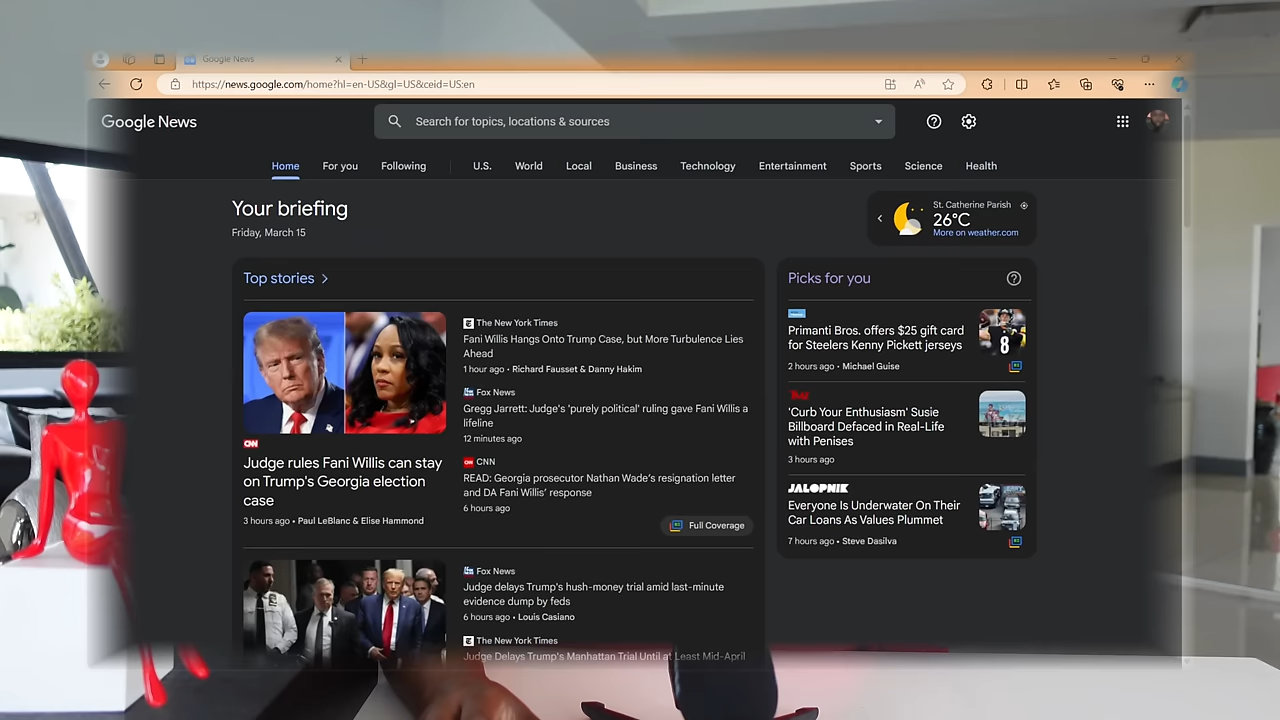 Google News
https://news.google.com/home?hl=en-US&gl=US&ceid=US:en
Google News
Search for topics, locations & sources
Home
For you
Following
U.S.
World
Local
Business
Technology
Entertainment
Sports
Science
Health
Your briefing
Friday, March 15
St. Catherine Parish
26°C
More on weather.com
Top stories
CNN
Judge rules Fani Willis can stay
on Trump's Georgia election
case
3 hours ago • Paul LeBlanc & Elise Hammond
The New York Times
Fani Willis Hangs Onto Trump Case, but More Turbulence Lies
Ahead
1 hour ago • Richard Fausset & Danny Hakim
Fox News
Gregg Jarrett: Judge's 'purely political' ruling gave Fani Willis a
lifeline
12 minutes ago
CNN
READ: Georgia prosecutor Nathan Wade's resignation letter
and DA Fani Willis' response
6 hours ago
Full Coverage
Fox News
Judge delays Trump's hush-money trial amid last-minute
evidence dump by feds
6 hours ago • Louis Casiano
The New York Times
Judge Delays Trump's Manhattan Trial Until at Least Mid-April
Picks for you
Primanti Bros. offers $25 gift card
for Steelers Kenny Pickett jerseys
2 hours ago • Michael Guise
8
TMZ
'Curb Your Enthusiasm' Susie
Billboard Defaced in Real-Life
with Penises
3 hours ago
JALOPNIK
Everyone Is Underwater On Their
Car Loans As Values Plummet
7 hours ago • Steve Dasilva